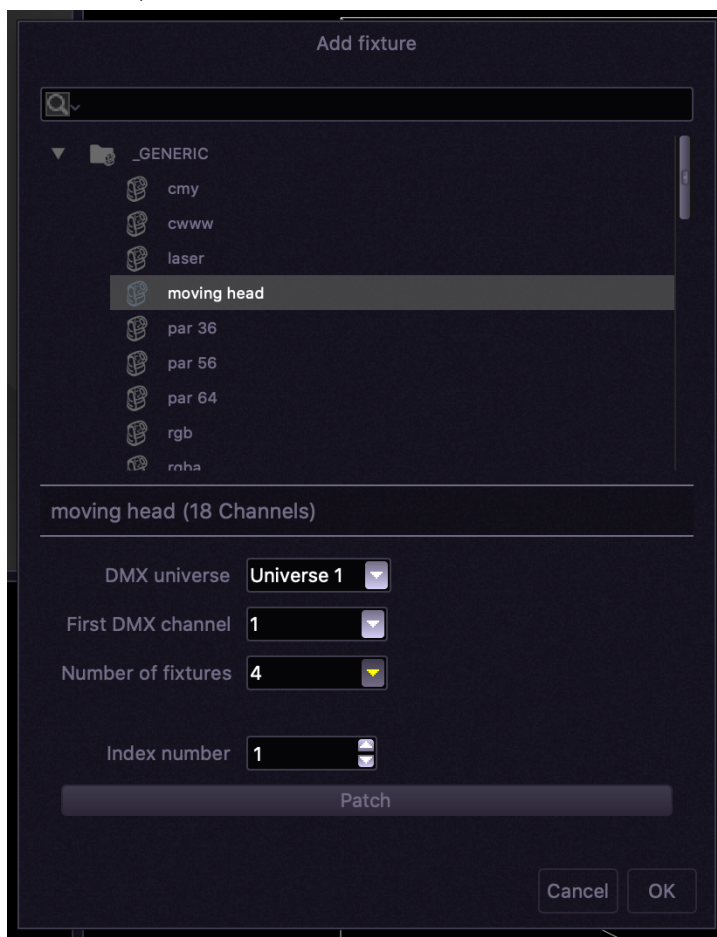 Add fixture
_GENERIC
cmy
cwww
laser
moving head
par 36
par 56
par 64
rgb
rgba
moving head (18 Channels)
DMX universe Universe 1
First DMX channel 1
Number of fixtures 4
Index number 1
Patch
Cancel OK